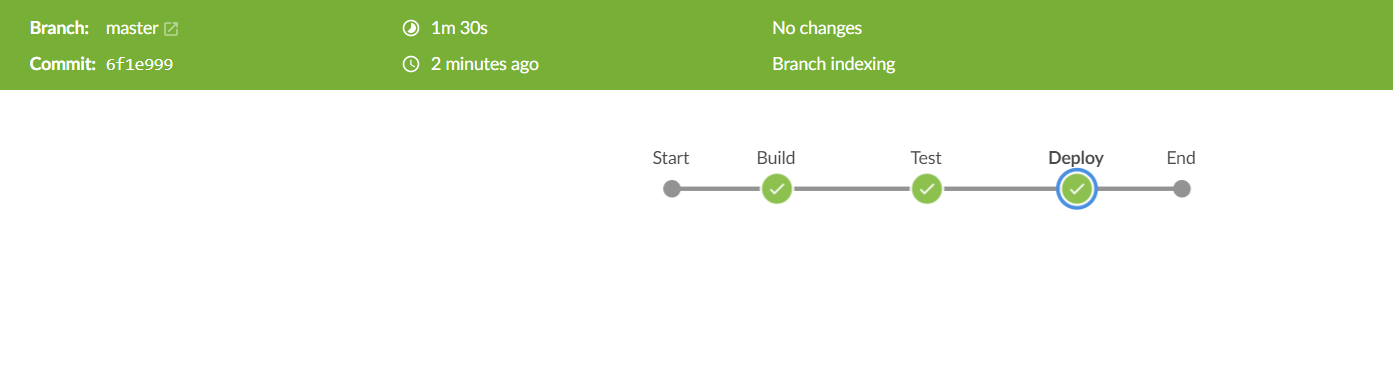 Branch: master 1m 30s No changes
Commit: 6f1e999 2 minutes ago Branch indexing
Start Build Test Deploy End